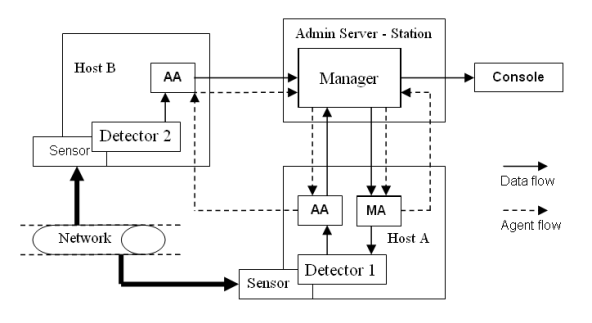 Admin Server - Station
Host B
AA
Manager
Console
Detector 2
Sensor
Data flow
AA
MA
Agent flow
Network
Host A
Detector 1
Sensor